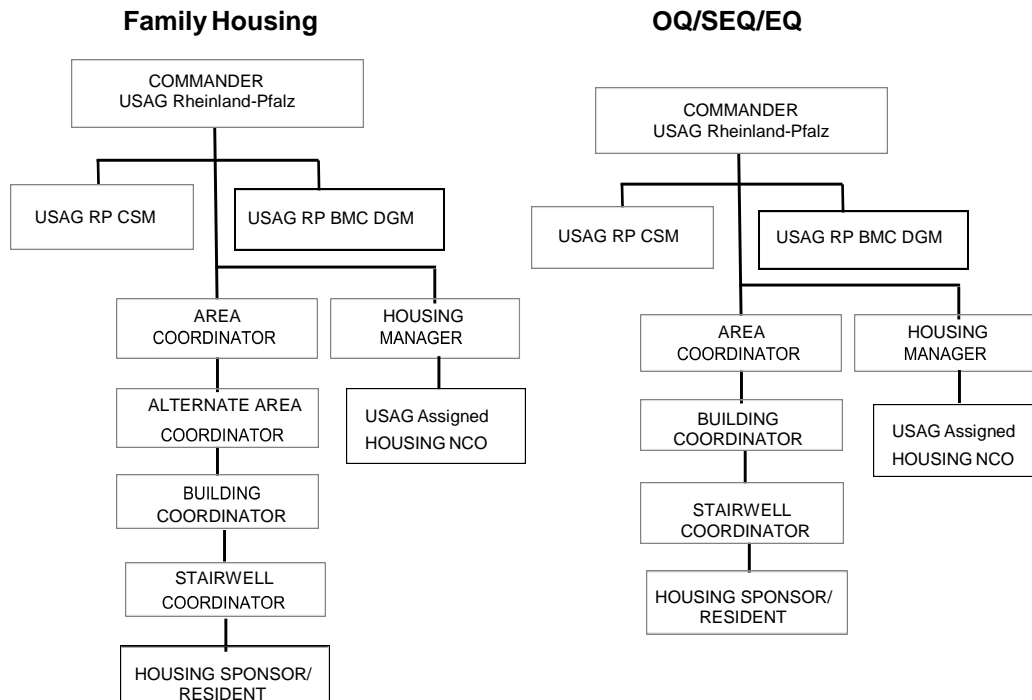 Family Housing
COMMANDER
USAG Rheinland-Pfalz
USAG RP CSM
USAG RP BMC DGM
AREA
COORDINATOR
HOUSING
MANAGER
ALTERNATE AREA
COORDINATOR
USAG Assigned
HOUSING NCO
BUILDING
COORDINATOR
STAIRWELL
COORDINATOR
HOUSING SPONSOR/
RESIDENT
OQ/SEQ/EQ
COMMANDER
USAG Rheinland-Pfalz
USAG RP CSM
USAG RP BMC DGM
AREA
COORDINATOR
HOUSING
MANAGER
BUILDING
COORDINATOR
USAG Assigned
HOUSING NCO
STAIRWELL
COORDINATOR
HOUSING SPONSOR/
RESIDENT